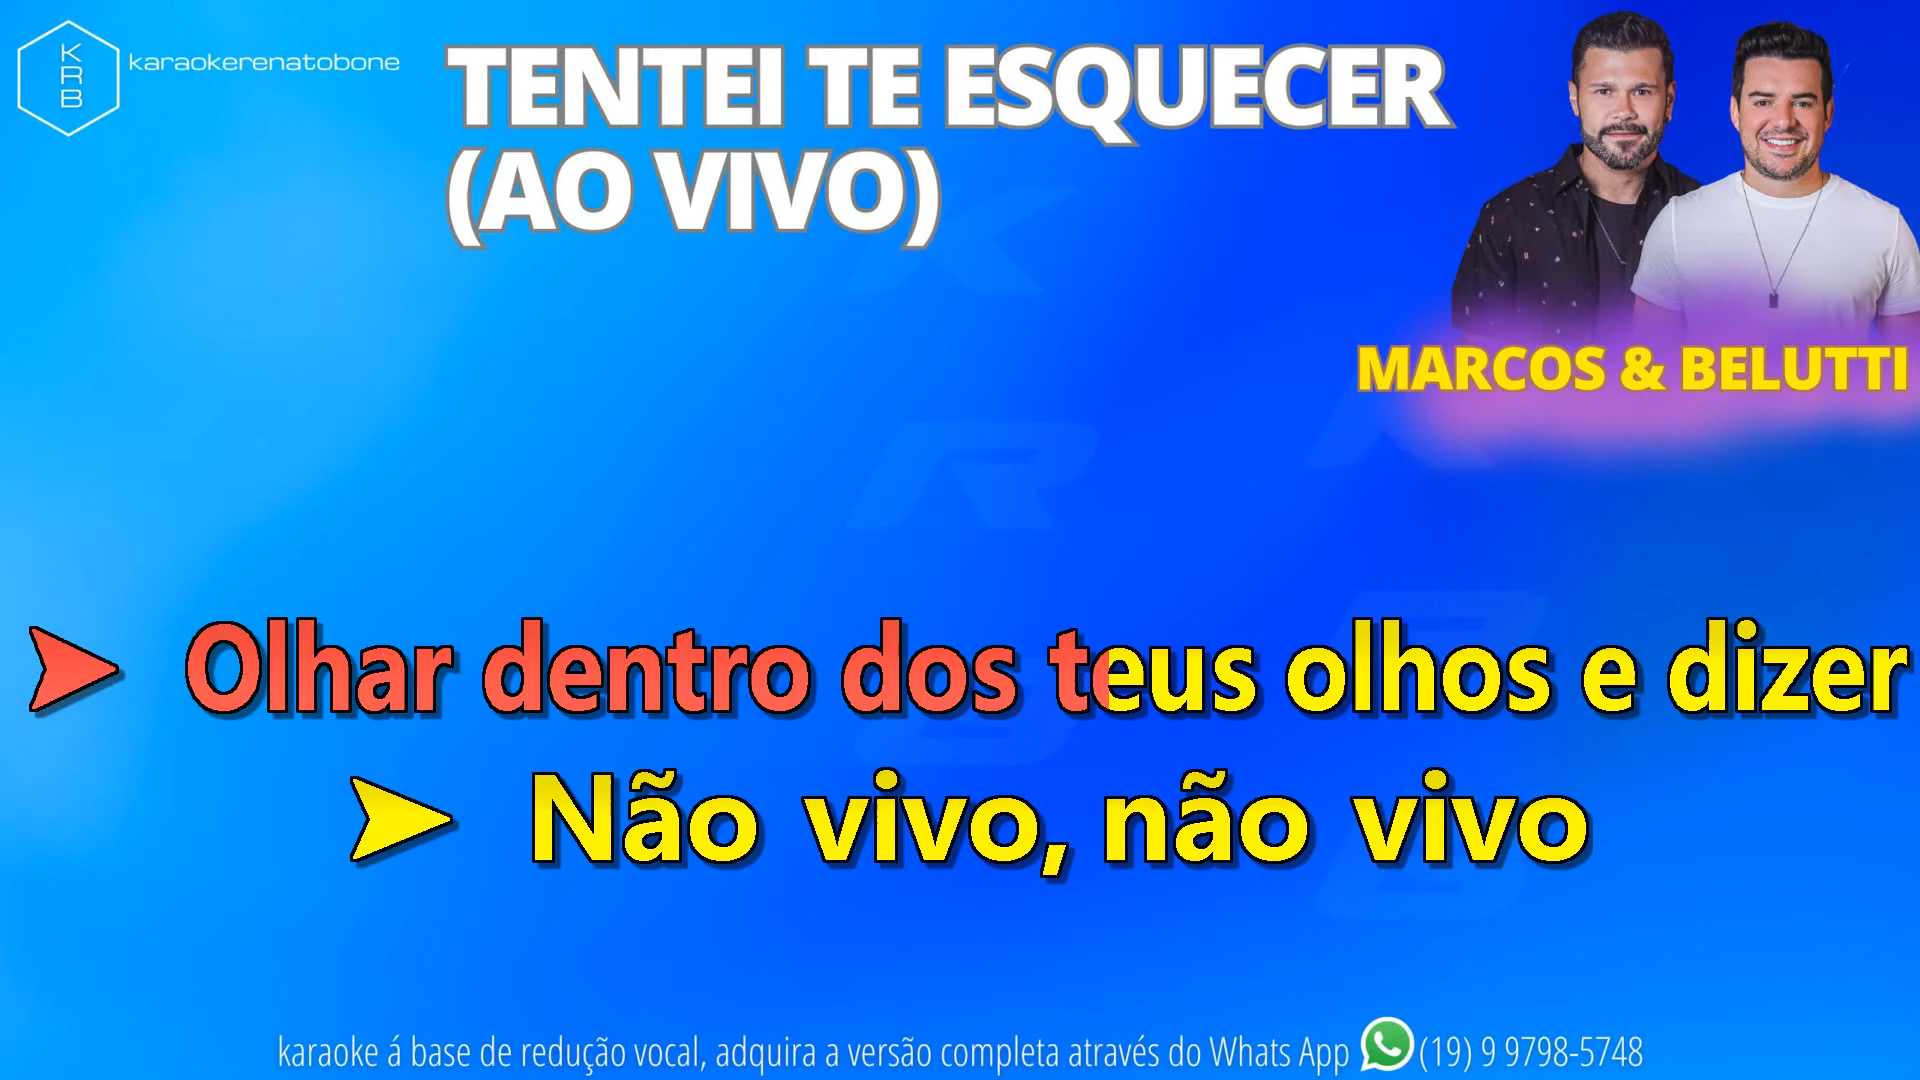 KRB
karaokerenatobone
TENTEI TE ESQUECER
(AO VIVO)
MARCOS & BELUTTI
➤ Olhar dentro dos teus olhos e dizer
➤ Não vivo, não vivo
karaoke á base de redução vocal, adquira a versão completa através do Whats App (19) 9 9798-5748